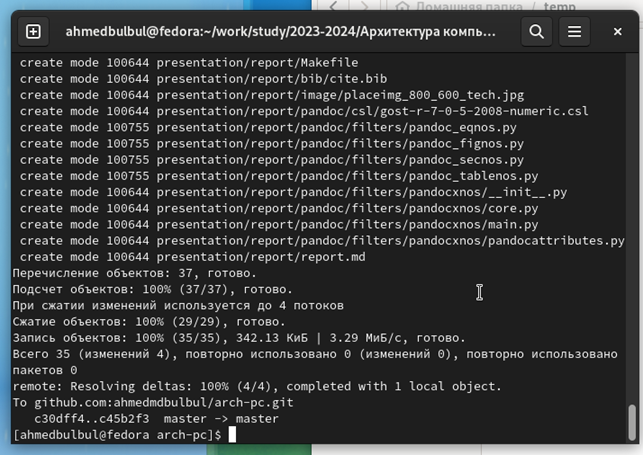 Домашняя папка / temp
ahmedbulbul@fedora:~/work/study/2023-2024/Архитектура компь...
create mode 100644 presentation/report/Makefile
create mode 100644 presentation/report/bib/cite.bib
create mode 100644 presentation/report/image/placeimg_800_600_tech.jpg
create mode 100644 presentation/report/pandoc/csl/gost-r-7-0-5-2008-numeric.csl
create mode 100755 presentation/report/pandoc/filters/pandoc_eqnos.py
create mode 100755 presentation/report/pandoc/filters/pandoc_fignos.py
create mode 100755 presentation/report/pandoc/filters/pandoc_secnos.py
create mode 100755 presentation/report/pandoc/filters/pandoc_tablenos.py
create mode 100644 presentation/report/pandoc/filters/pandocxnos/__init__.py
create mode 100644 presentation/report/pandoc/filters/pandocxnos/core.py
create mode 100644 presentation/report/pandoc/filters/pandocxnos/main.py
create mode 100644 presentation/report/pandoc/filters/pandocxnos/pandocattributes.py
create mode 100644 presentation/report/report.md
Перечисление объектов: 37, готово.
Подсчет объектов: 100% (37/37), готово.
При сжатии изменений используется до 4 потоков
Сжатие объектов: 100% (29/29), готово.
Запись объектов: 100% (35/35), 342.13 КиБ | 3.29 МиБ/с, готово.
Всего 35 (изменений 4), повторно использовано 0 (изменений 0), повторно использовано
пакетов 0
remote: Resolving deltas: 100% (4/4), completed with 1 local object.
To github.com:ahmedmdbulbul/arch-pc.git
c30dff4..c45b2f3 master -> master
[ahmedbulbul@fedora arch-pc]$